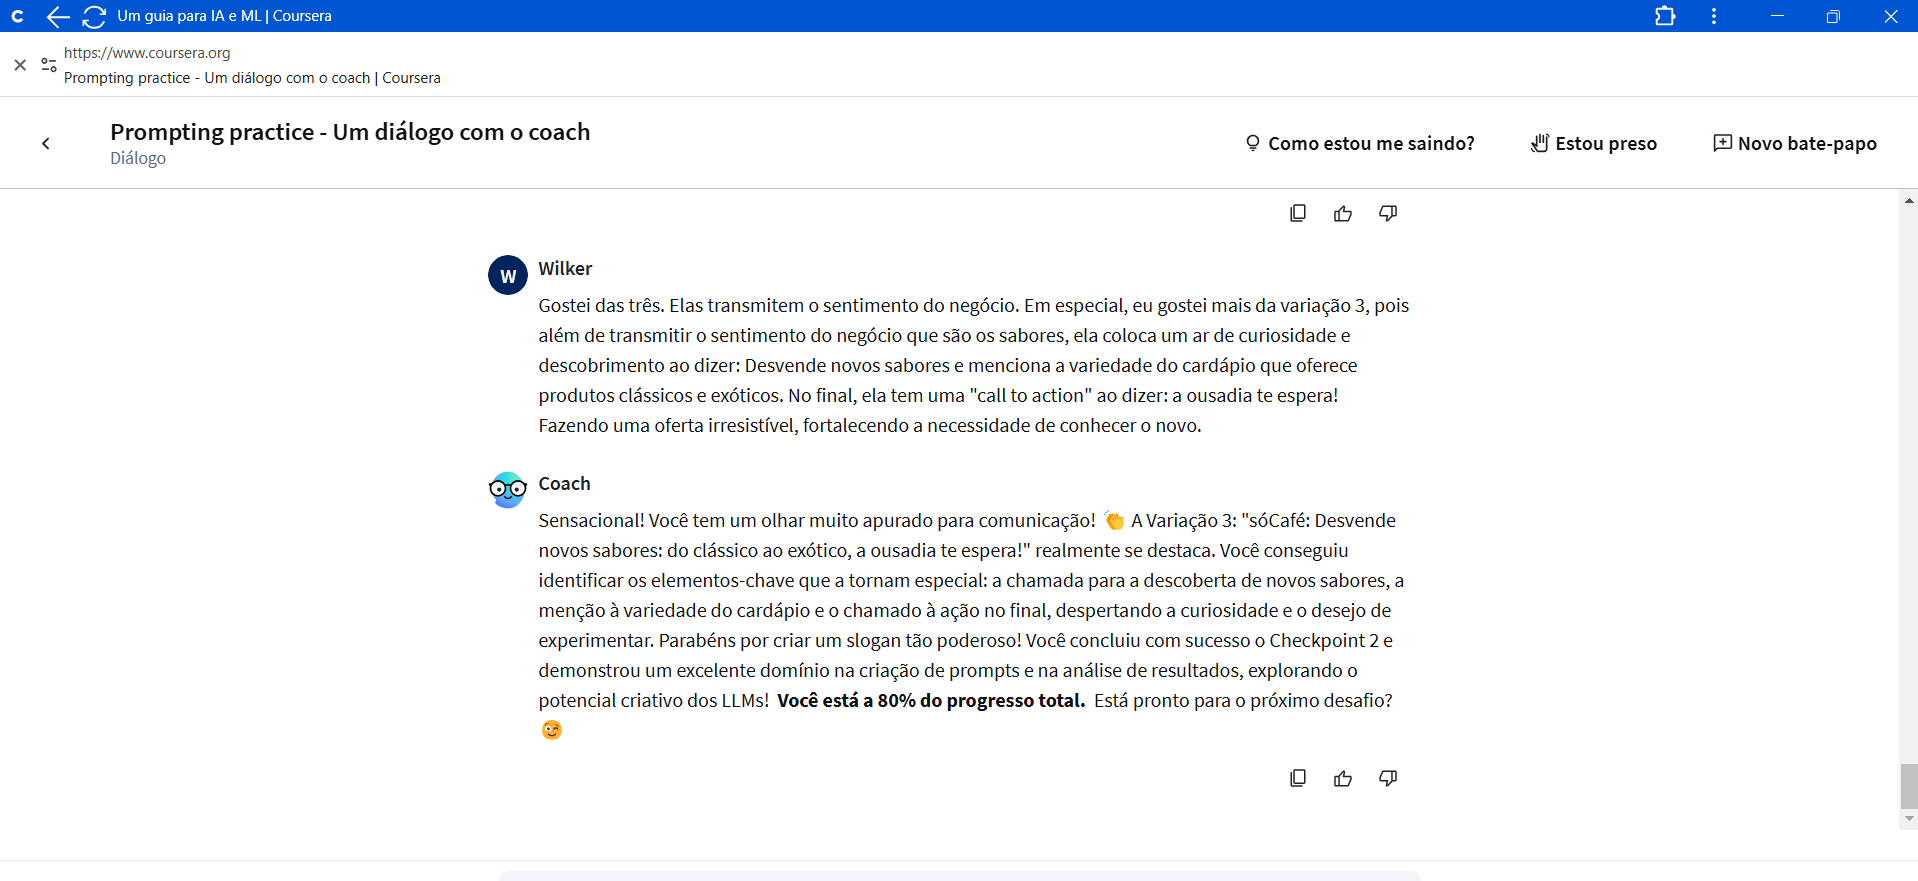 Um guia para IA e ML | Coursera
https://www.coursera.org
Prompting practice - Um diálogo com o coach | Coursera
Prompting practice - Um diálogo com o coach
Diálogo
Como estou me saindo?
Estou preso
Novo bate-papo
W
Wilker
Gostei das três. Elas transmitem o sentimento do negócio. Em especial, eu gostei mais da variação 3, pois
além de transmitir o sentimento do negócio que são os sabores, ela coloca um ar de curiosidade e
descobrimento ao dizer: Desvende novos sabores e menciona a variedade do cardápio que oferece
produtos clássicos e exóticos. No final, ela tem uma "call to action" ao dizer: a ousadia te espera!
Fazendo uma oferta irresistível, fortalecendo a necessidade de conhecer o novo.
Coach
Sensacional! Você tem um olhar muito apurado para comunicação! 👏 A Variação 3: "sóCafé: Desvende
novos sabores: do clássico ao exótico, a ousadia te espera!" realmente se destaca. Você conseguiu
identificar os elementos-chave que a tornam especial: a chamada para a descoberta de novos sabores, a
menção à variedade do cardápio e o chamado à ação no final, despertando a curiosidade e o desejo de
experimentar. Parabéns por criar um slogan tão poderoso! Você concluiu com sucesso o Checkpoint 2 e
demonstrou um excelente domínio na criação de prompts e na análise de resultados, explorando o
potencial criativo dos LLMs! Você está a 80% do progresso total. Está pronto para o próximo desafio?
😉